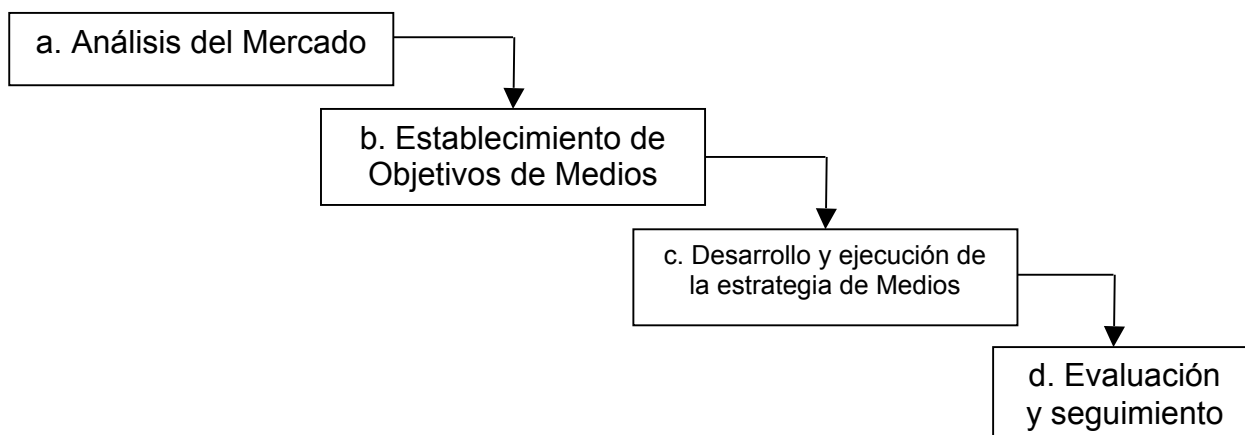 a. Análisis del Mercado
b. Establecimiento de
Objetivos de Medios
c. Desarrollo y ejecución de
la estrategia de Medios
d. Evaluación
y seguimiento